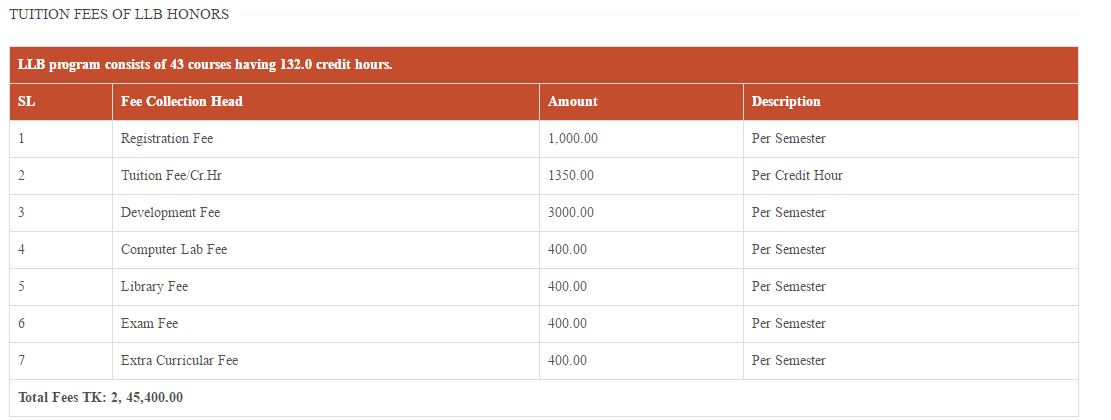 TUITION FEES OF LLB HONORS
LLB program consists of 43 courses having 132.0 credit hours.
SL Fee Collection Head Amount Description
1 Registration Fee 1,000.00 Per Semester
2 Tuition Fee/Cr.Hr 1350.00 Per Credit Hour
3 Development Fee 3000.00 Per Semester
4 Computer Lab Fee 400.00 Per Semester
5 Library Fee 400.00 Per Semester
6 Exam Fee 400.00 Per Semester
7 Extra Curricular Fee 400.00 Per Semester
Total Fees TK: 2, 45,400.00